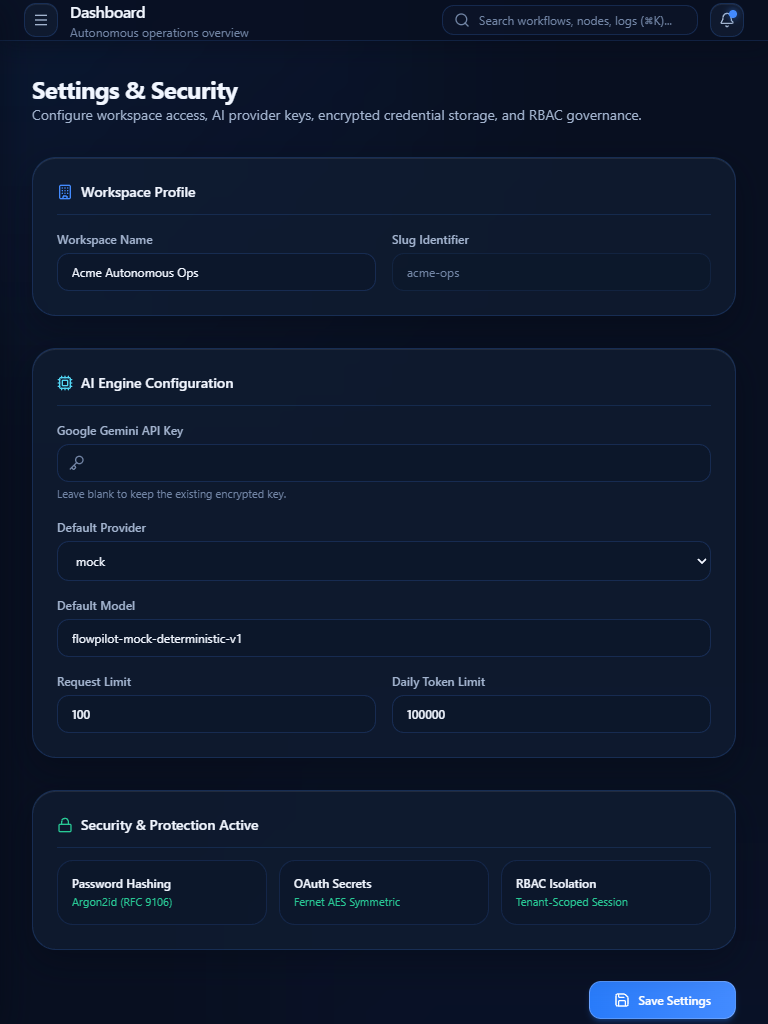 Dashboard
Autonomous operations overview
Search workflows, nodes, logs (⌘K)...
Settings & Security
Configure workspace access, AI provider keys, encrypted credential storage, and RBAC governance.
Workspace Profile
Workspace Name
Slug Identifier
Acme Autonomous Ops
acme-ops
AI Engine Configuration
Google Gemini API Key
Leave blank to keep the existing encrypted key.
Default Provider
mock
Default Model
flowpilot-mock-deterministic-v1
Request Limit
Daily Token Limit
100
100000
Security & Protection Active
Password Hashing
Argon2id (RFC 9106)
OAuth Secrets
Fernet AES Symmetric
RBAC Isolation
Tenant-Scoped Session
Save Settings